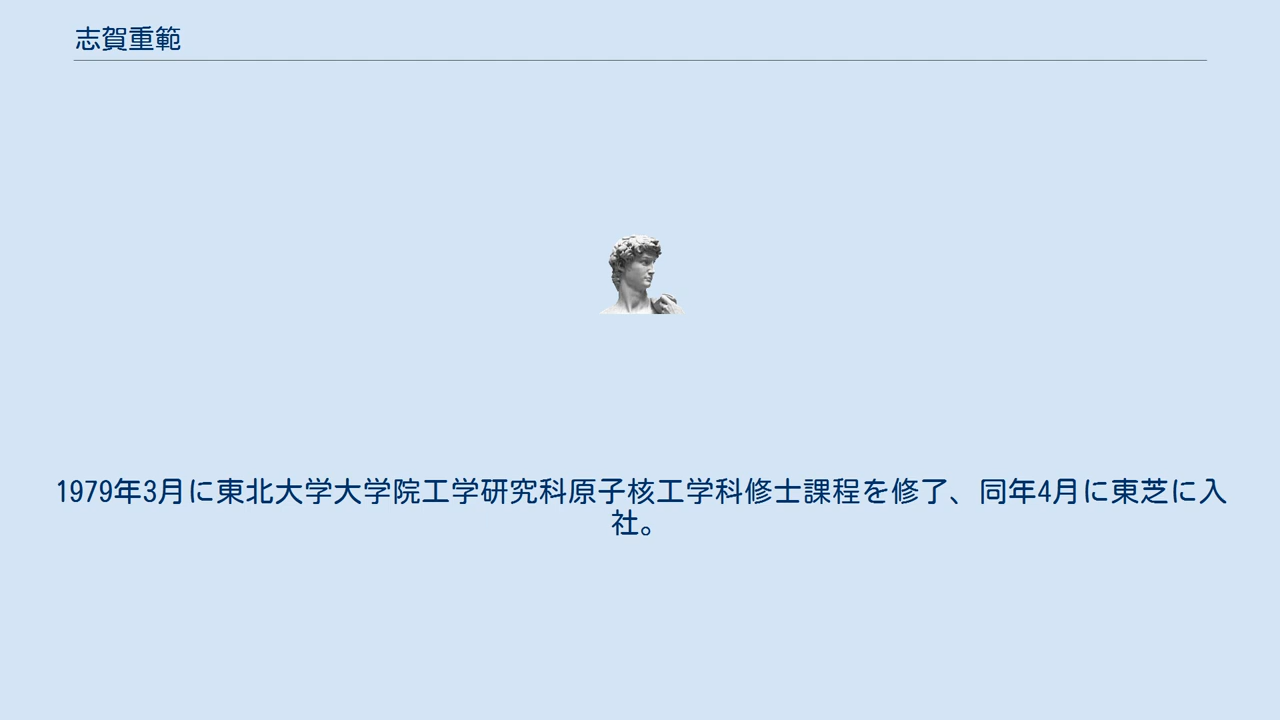 志賀重範
1979年3月に東北大学大学院工学研究科原子核工学科修士課程を修了、同年4月に東芝に入
社。